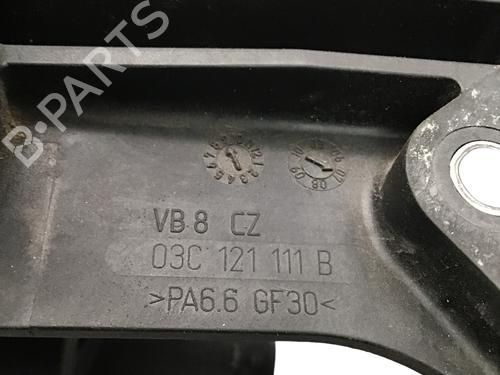 B-PARTS
VB 8 CZ
03C 121 111 B
>PA6.6 GF30<